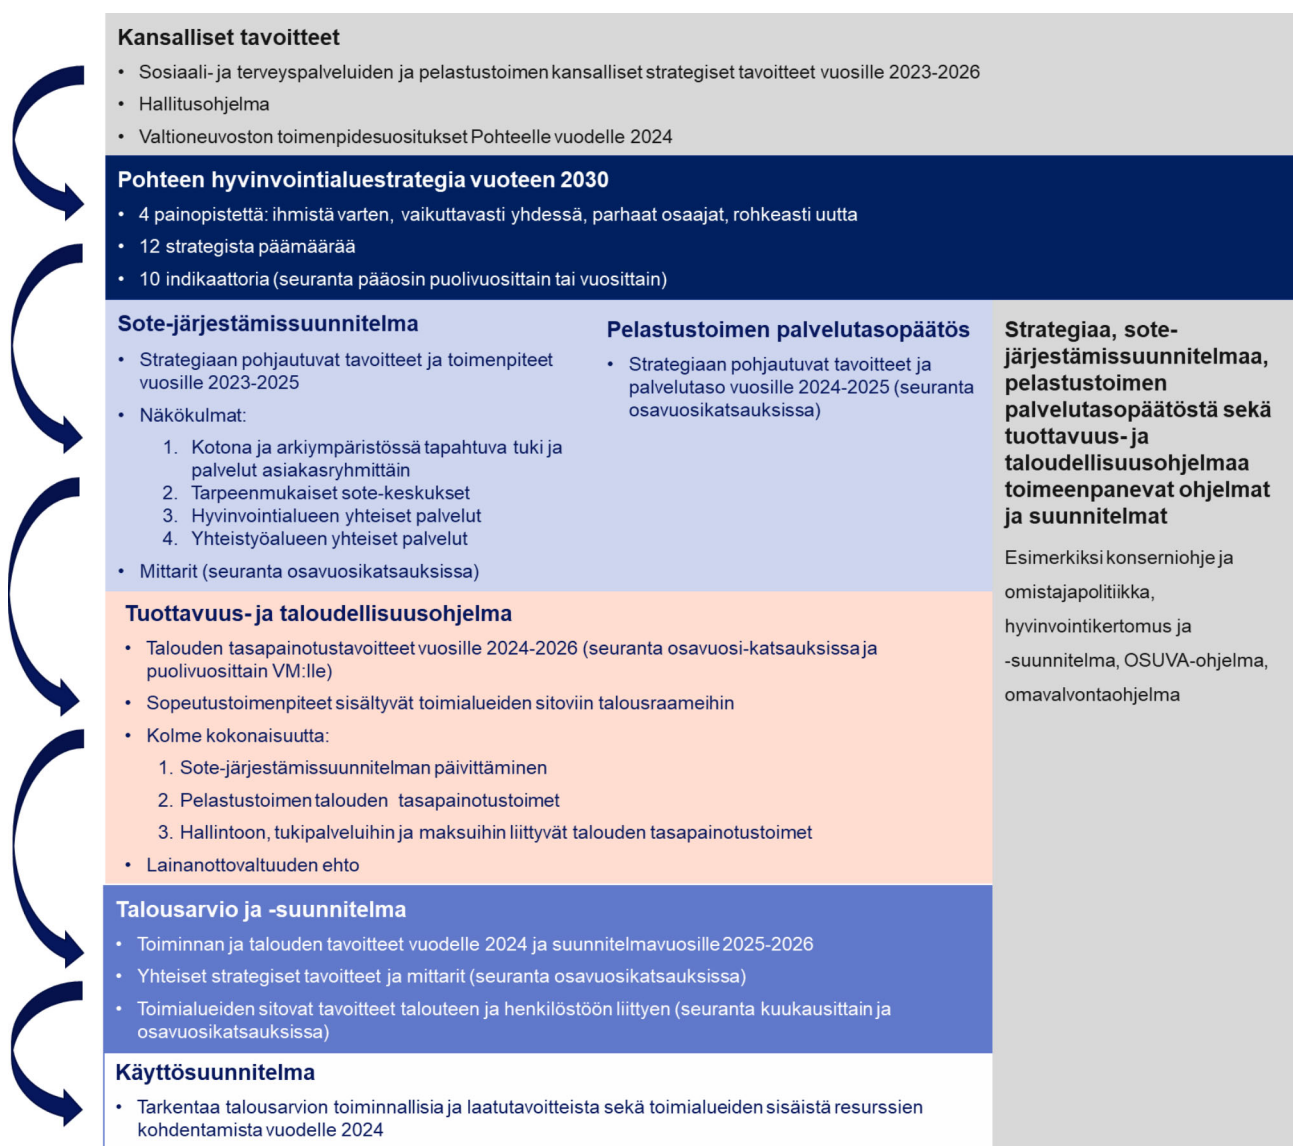 Kansalliset tavoitteet
• Sosiaali- ja terveyspalveluiden ja pelastustoimen kansalliset strategiset tavoitteet vuosille 2023-2026
• Hallitusohjelma
• Valtioneuvoston toimenpidesuositukset Pohteelle vuodelle 2024
Pohteen hyvinvointialuestrategia vuoteen 2030
• 4 painopistettä: ihmistä varten, vaikuttavasti yhdessä, parhaat osaajat, rohkeasti uutta
• 12 strategista päämäärää
• 10 indikaattoria (seuranta pääosin puolivuosittain tai vuosittain)
Sote-järjestämissuunnitelma
• Strategiaan pohjautuvat tavoitteet ja toimenpiteet
vuosille 2023-2025
• Näkökulmat:
1. Kotona ja arkiympäristössä tapahtuva tuki ja
palvelut asiakasryhmittäin
2. Tarpeenmukaiset sote-keskukset
3. Hyvinvointialueen yhteiset palvelut
4. Yhteistyöalueen yhteiset palvelut
• Mittarit (seuranta osavuosikatsauksissa)
Pelastustoimen palvelutasopäätös
• Strategiaan pohjautuvat tavoitteet ja
palvelutaso vuosille 2024-2025 (seuranta
osavuosikatsauksissa)
Strategiaa, sote-
järjestämissuunnitelmaa,
pelastustoimen
palvelutasopäätöstä sekä
tuottavuus- ja
taloudellisuusohjelmaa
toimeenpanevat ohjelmat
ja suunnitelmat
Esimerkiksi konserniohje ja
omistajapolitiikka,
hyvinvointikertomus ja
-suunnitelma, OSUVA-ohjelma,
omavalvontaohjelma
Tuottavuus- ja taloudellisuusohjelma
• Talouden tasapainotustavoitteet vuosille 2024-2026 (seuranta osavuosi-katsauksissa ja
puolivuosittain VM:lle)
• Sopeutustoimenpiteet sisältyvät toimialueiden sitoviin talousraameihin
• Kolme kokonaisuutta:
1. Sote-järjestämissuunnitelman päivittäminen
2. Pelastustoimen talouden tasapainotustoimet
3. Hallintoon, tukipalveluihin ja maksuihin liittyvät talouden tasapainotustoimet
• Lainanottovaltuuden ehto
Talousarvio ja -suunnitelma
• Toiminnan ja talouden tavoitteet vuodelle 2024 ja suunnitelmavuosille 2025-2026
• Yhteiset strategiset tavoitteet ja mittarit (seuranta osavuosikatsauksissa)
• Toimialueiden sitovat tavoitteet talouteen ja henkilöstöön liittyen (seuranta kuukausittain ja
osavuosikatsauksissa)
Käyttösuunnitelma
• Tarkentaa talousarvion toiminnallisia ja laatutavoitteista sekä toimialueiden sisäistä resurssien
kohdentamista vuodelle 2024